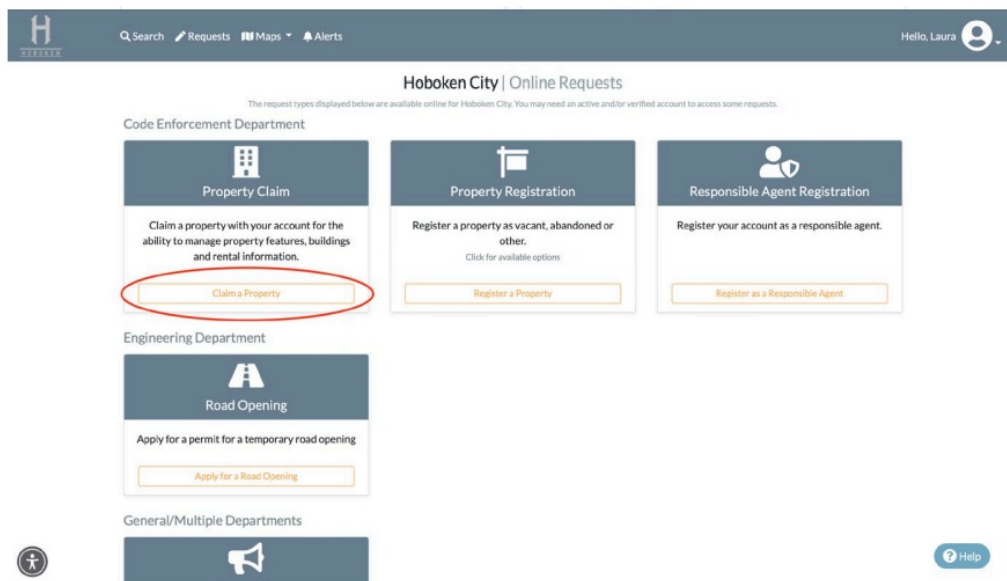 H
HOBOKEN
Search Requests Maps Alerts
Hello, Laura
Hoboken City | Online Requests
The request types displayed below are available online for Hoboken City. You may need an active and/or verified account to access some requests.
Code Enforcement Department
Property Claim
Claim a property with your account for the
ability to manage property features, buildings
and rental information.
Claim a Property
Property Registration
Register a property as vacant, abandoned or
other.
Click for available options
Register a Property
Responsible Agent Registration
Register your account as a responsible agent.
Register as a Responsible Agent
Engineering Department
Road Opening
Apply for a permit for a temporary road opening
Apply for a Road Opening
General/Multiple Departments
Help